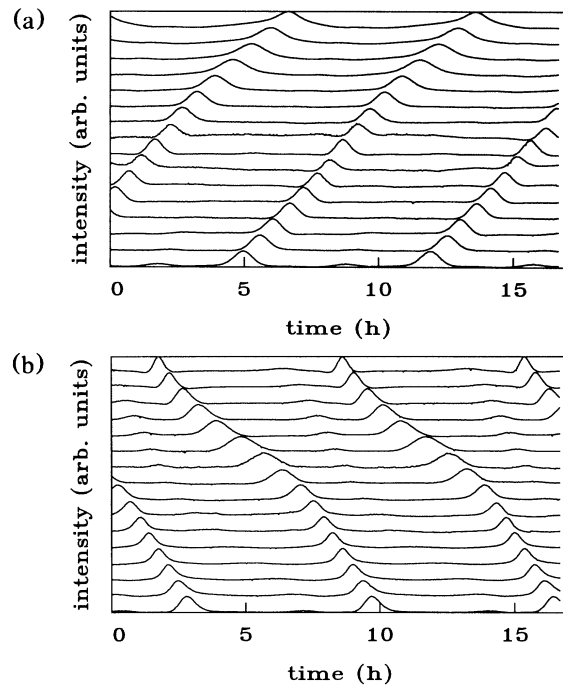 (a)
intensity (arb. units)
0 5 10 15
time (h)
(b)
intensity (arb. units)
0 5 10 15
time (h)